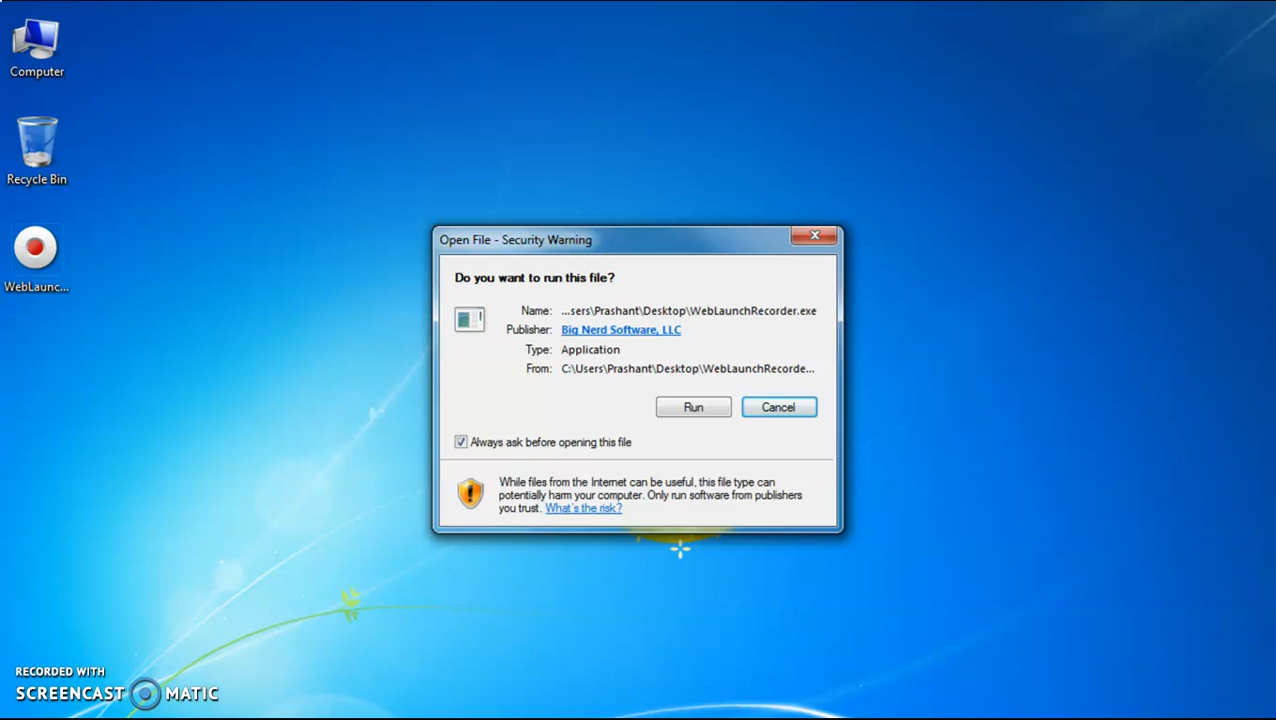 Computer
Recycle Bin
WebLaunc...
Open File - Security Warning
Do you want to run this file?
Name: ...sers\Prashant\Desktop\WebLaunchRecorder.exe
Publisher: Big Nerd Software, LLC
Type: Application
From: C:\Users\Prashant\Desktop\WebLaunchRecorde...
Run Cancel
Always ask before opening this file
While files from the Internet can be useful, this file type can
potentially harm your computer. Only run software from publishers
you trust. What's the risk?
RECORDED WITH
SCREENCAST MATIC